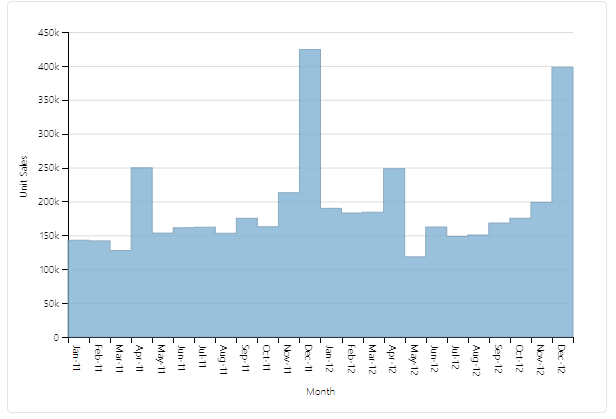 450k
400k
350k
300k
250k
200k
150k
100k
50k
0
Unit Sales
Jan-11
Feb-11
Mar-11
Apr-11
May-11
Jun-11
Jul-11
Aug-11
Sep-11
Oct-11
Nov-11
Dec-11
Jan-12
Feb-12
Mar-12
Apr-12
May-12
Jun-12
Jul-12
Aug-12
Sep-12
Oct-12
Nov-12
Dec-12
Month